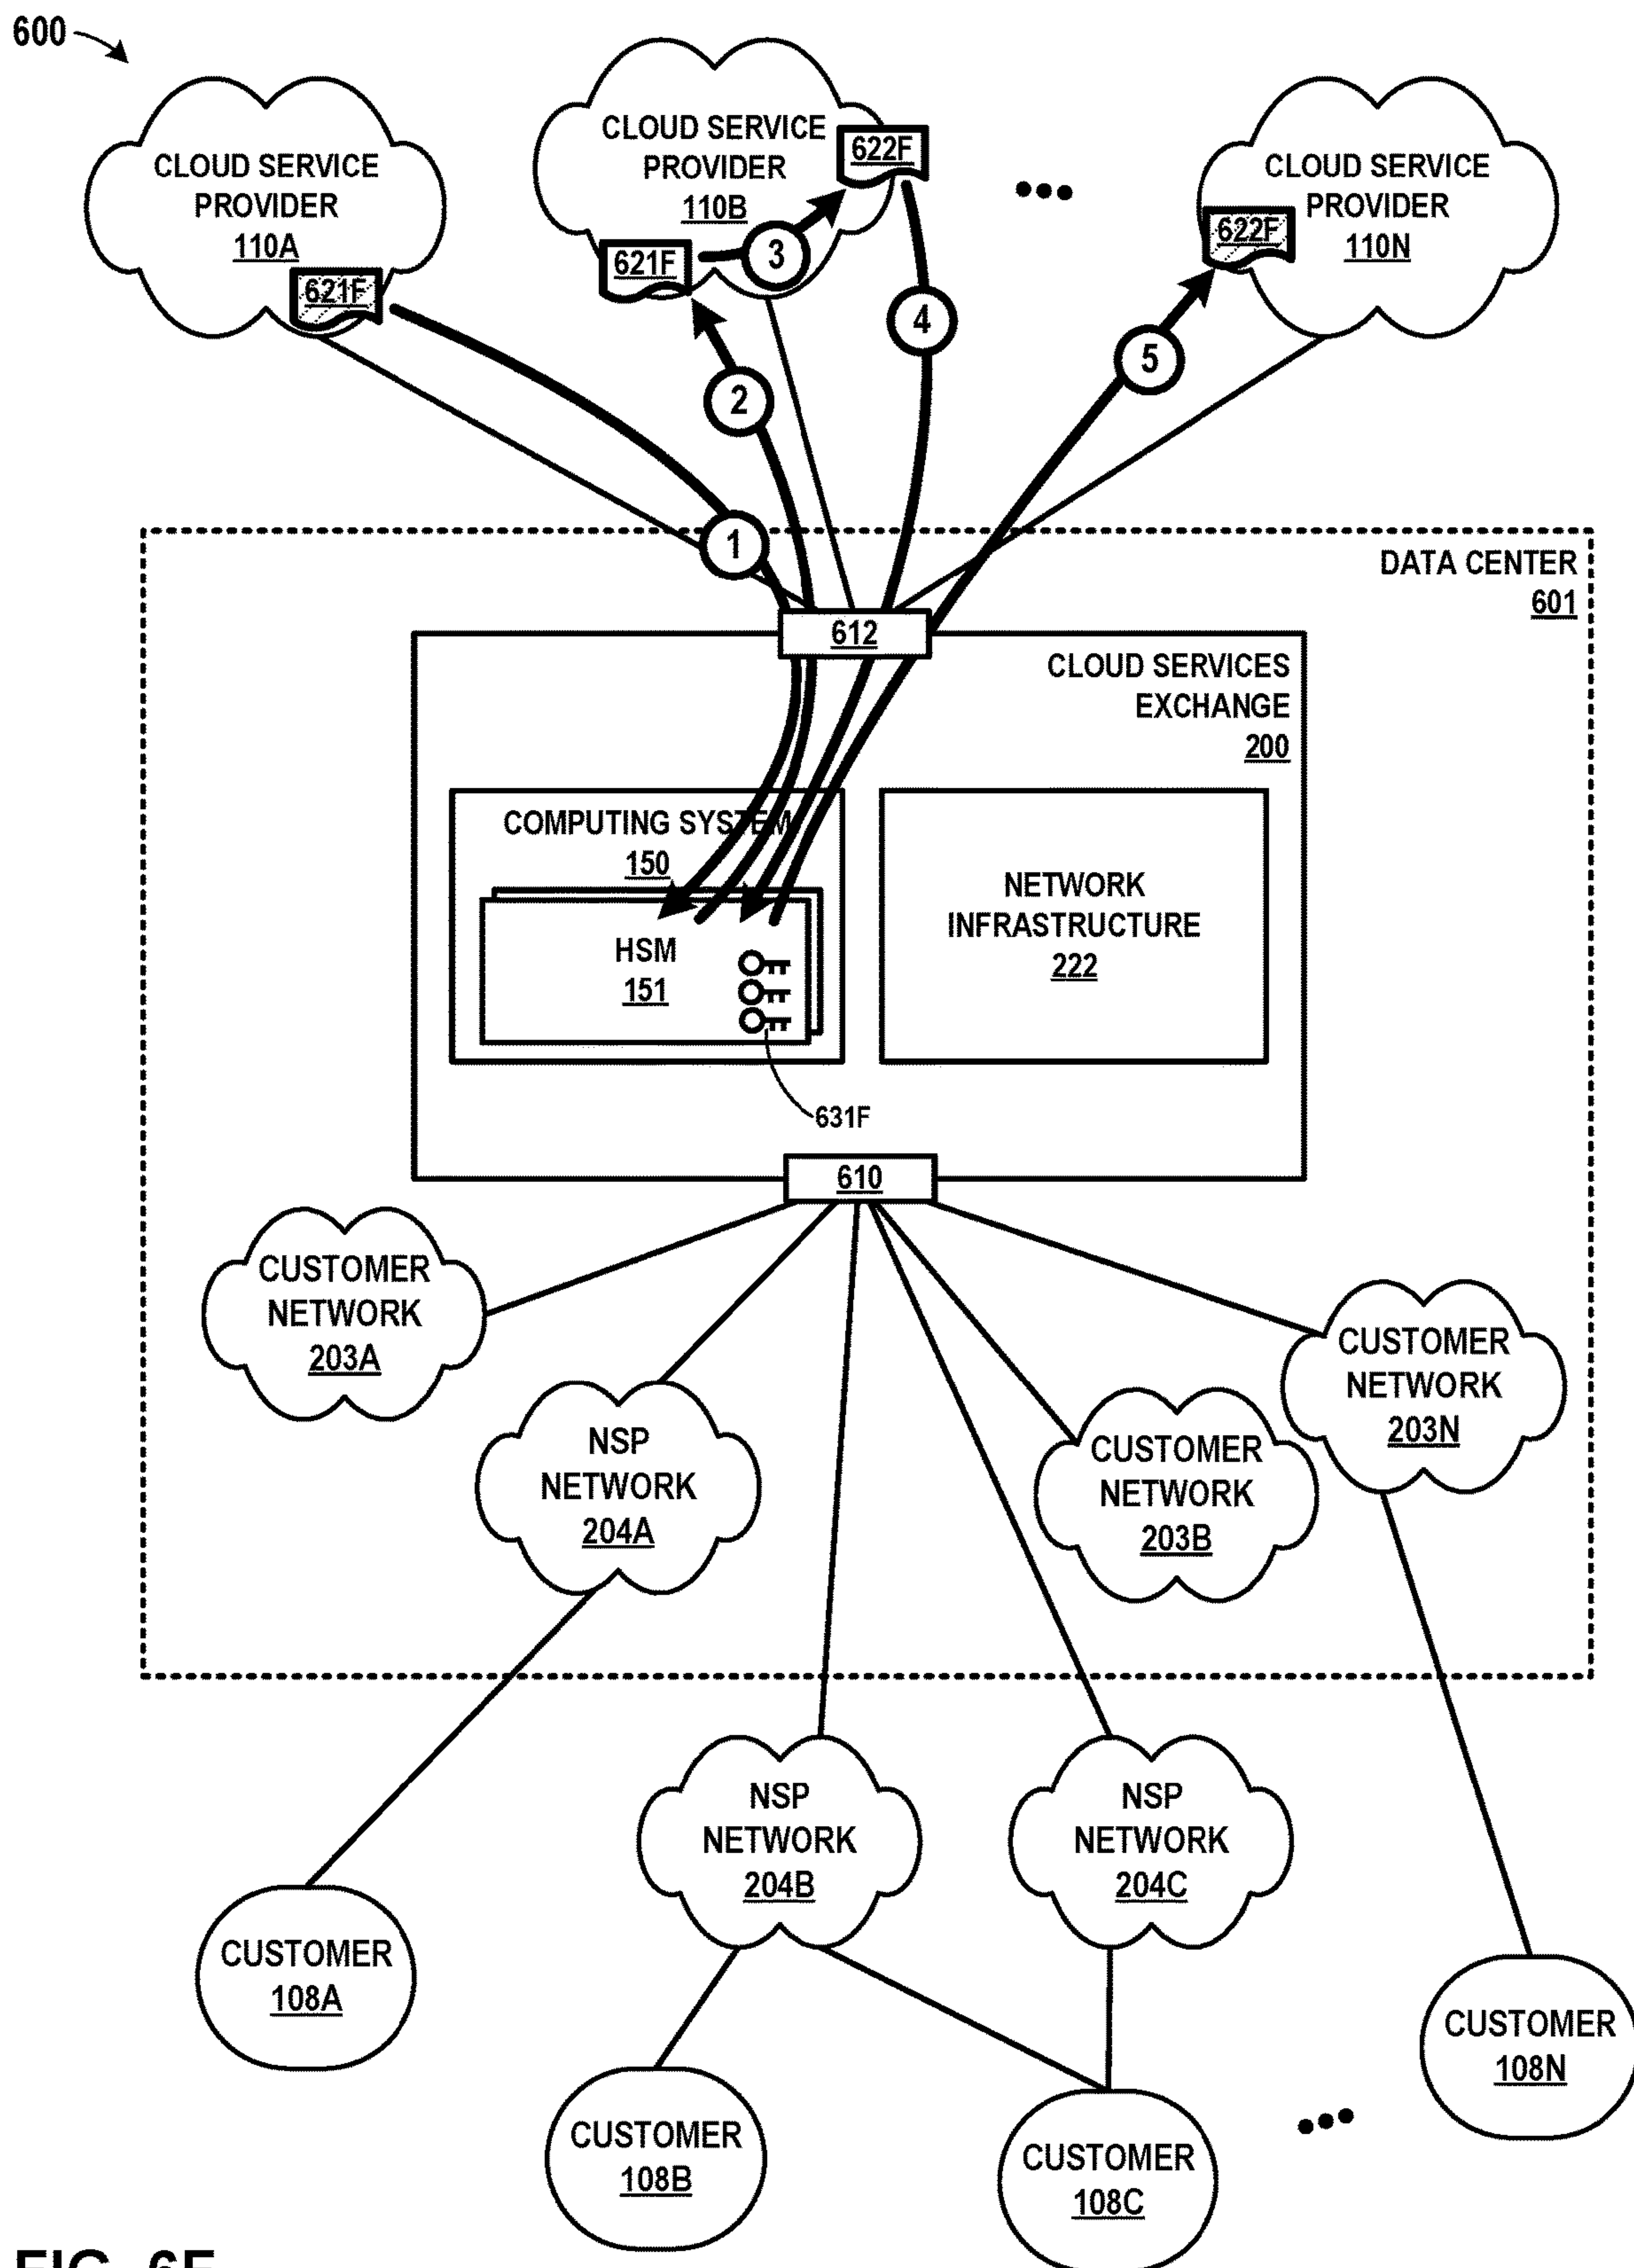 600
CLOUD SERVICE
PROVIDER
110A
621F
CLOUD SERVICE
PROVIDER
110B
622F
621F
CLOUD SERVICE
PROVIDER
110N
622F
3
4
5
2
1
DATA CENTER
601
612
CLOUD SERVICES
EXCHANGE
200
COMPUTING SYSTEM
150
HSM
151
NETWORK
INFRASTRUCTURE
222
631F
610
CUSTOMER
NETWORK
203A
NSP
NETWORK
204A
CUSTOMER
NETWORK
203B
CUSTOMER
NETWORK
203N
NSP
NETWORK
204B
NSP
NETWORK
204C
CUSTOMER
108A
CUSTOMER
108B
CUSTOMER
108C
CUSTOMER
108N